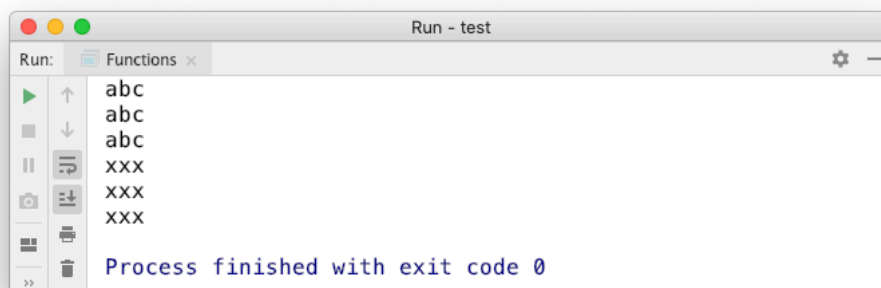 Run - test
Run: Functions
abc
abc
abc
xxx
xxx
xxx
Process finished with exit code 0